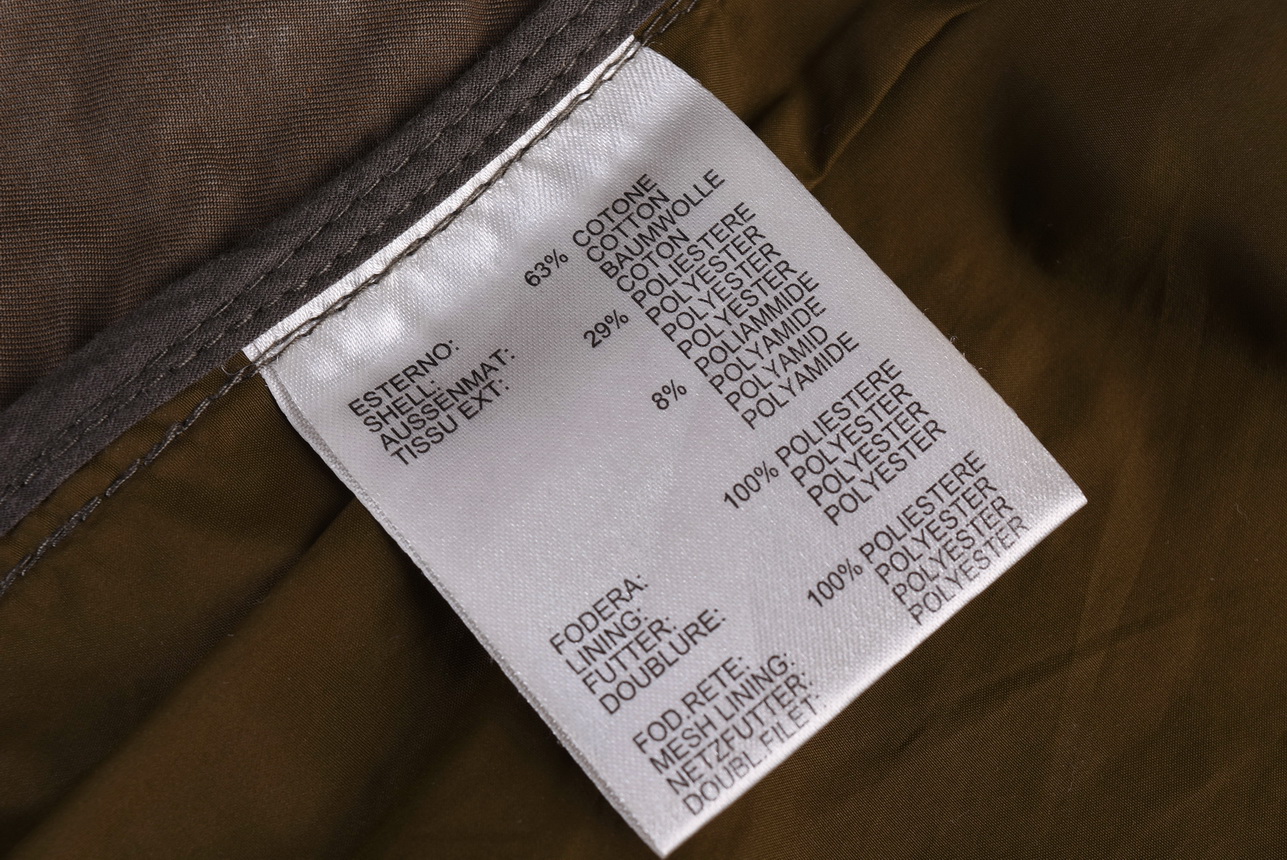 ESTERNO: 63% COTONE
SHELL: COTTON
AUSSENMAT: BAUMWOLLE
TISSU EXT: COTON
29% POLIESTERE
POLYESTER
POLYESTER
POLYESTER
8% POLIAMMIDE
POLYAMIDE
POLYAMID
POLYAMIDE
FODERA: 100% POLIESTERE
LINING: POLYESTER
FUTTER: POLYESTER
DOUBLURE: POLYESTER
FOD.RETE: 100% POLIESTERE
MESH LINING: POLYESTER
NETZFUTTER: POLYESTER
DOUBL.FILET: POLYESTER